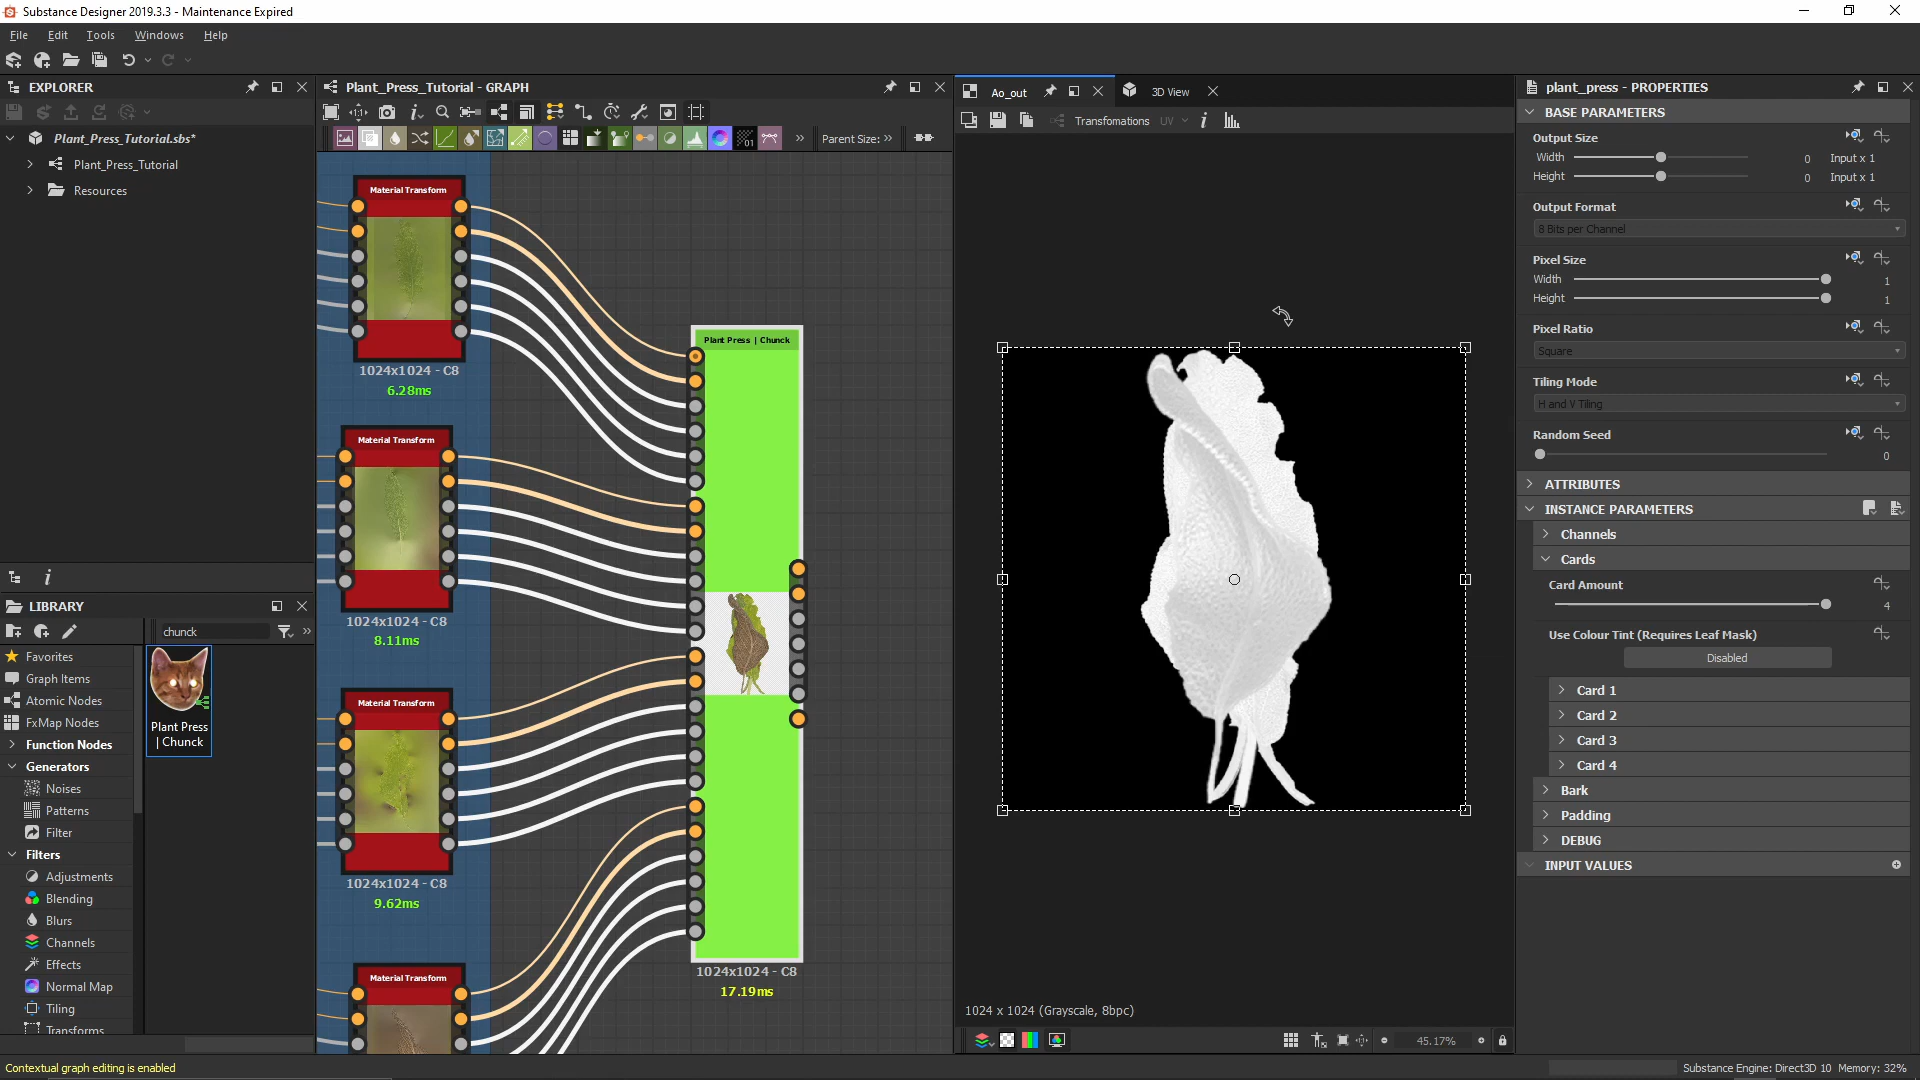 Substance Designer 2019.3.3 - Maintenance Expired
File Edit Tools Windows Help
EXPLORER
Plant_Press_Tutorial.sbs*
Plant_Press_Tutorial
Resources
LIBRARY
chunck
Favorites
Graph Items
Atomic Nodes
FxMap Nodes
Function Nodes
Generators
Noises
Patterns
Filter
Filters
Adjustments
Blending
Blurs
Channels
Effects
Normal Map
Tiling
Transforms
Plant Press
| Chunck
Contextual graph editing is enabled
Plant_Press_Tutorial - GRAPH
01
Parent Size:
Material Transform
1024x1024 - C8
6.28ms
Material Transform
1024x1024 - C8
8.11ms
Material Transform
1024x1024 - C8
9.62ms
Material Transform
Plant Press | Chunck
1024x1024 - C8
17.19ms
Ao_out
3D View
Transfomations UV
1024 x 1024 (Grayscale, 8bpc)
45.17%
plant_press - PROPERTIES
BASE PARAMETERS
Output Size
Width 0 Input x 1
Height 0 Input x 1
Output Format
8 Bits per Channel
Pixel Size
Width 1
Height 1
Pixel Ratio
Square
Tiling Mode
H and V Tiling
Random Seed
0
ATTRIBUTES
INSTANCE PARAMETERS
Channels
Cards
Card Amount
4
Use Colour Tint (Requires Leaf Mask)
Disabled
Card 1
Card 2
Card 3
Card 4
Bark
Padding
DEBUG
INPUT VALUES
Substance Engine: Direct3D 10 Memory: 32%